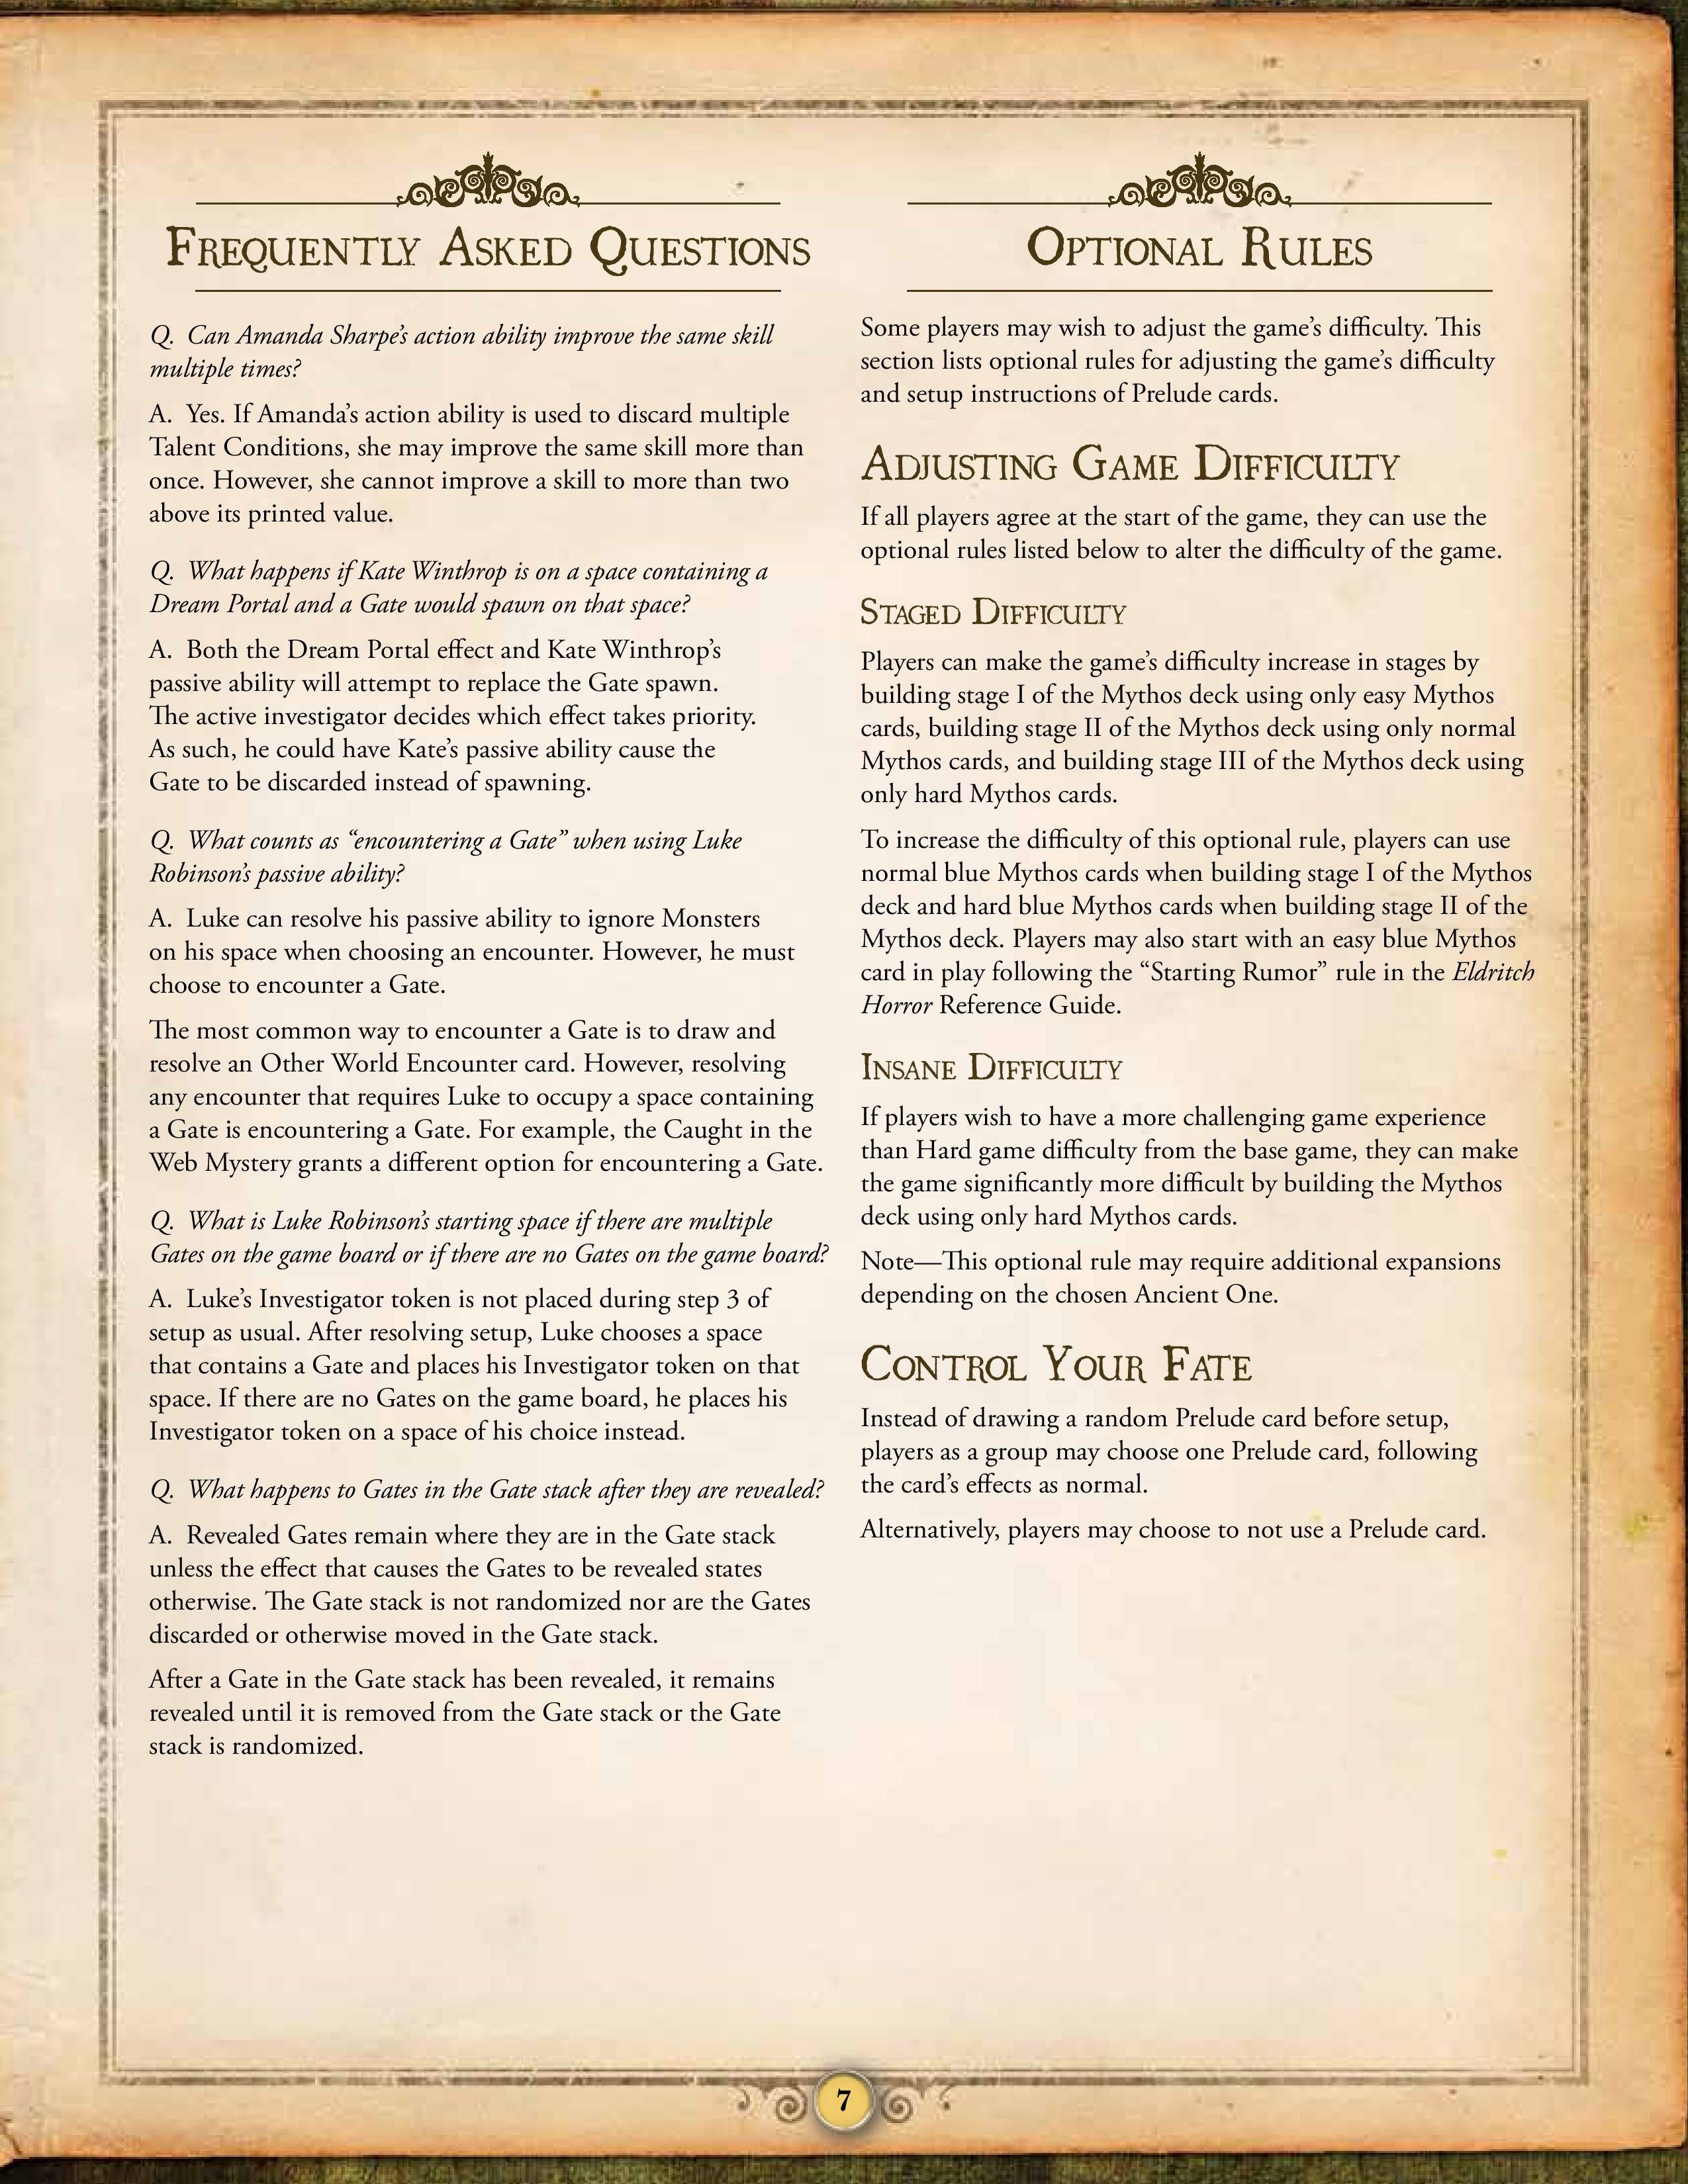 Frequently Asked Questions
Q. Can Amanda Sharpe’s action ability improve the same skill
multiple times?
A. Yes. If Amanda’s action ability is used to discard multiple
Talent Conditions, she may improve the same skill more than
once. However, she cannot improve a skill to more than two
above its printed value.
Q. What happens if Kate Winthrop is on a space containing a
Dream Portal and a Gate would spawn on that space?
A. Both the Dream Portal effect and Kate Winthrop’s
passive ability will attempt to replace the Gate spawn.
The active investigator decides which effect takes priority.
As such, he could have Kate’s passive ability cause the
Gate to be discarded instead of spawning.
Q. What counts as “encountering a Gate” when using Luke
Robinson’s passive ability?
A. Luke can resolve his passive ability to ignore Monsters
on his space when choosing an encounter. However, he must
choose to encounter a Gate.
The most common way to encounter a Gate is to draw and
resolve an Other World Encounter card. However, resolving
any encounter that requires Luke to occupy a space containing
a Gate is encountering a Gate. For example, the Caught in the
Web Mystery grants a different option for encountering a Gate.
Q. What is Luke Robinson’s starting space if there are multiple
Gates on the game board or if there are no Gates on the game board?
A. Luke’s Investigator token is not placed during step 3 of
setup as usual. After resolving setup, Luke chooses a space
that contains a Gate and places his Investigator token on that
space. If there are no Gates on the game board, he places his
Investigator token on a space of his choice instead.
Q. What happens to Gates in the Gate stack after they are revealed?
A. Revealed Gates remain where they are in the Gate stack
unless the effect that causes the Gates to be revealed states
otherwise. The Gate stack is not randomized nor are the Gates
discarded or otherwise moved in the Gate stack.
After a Gate in the Gate stack has been revealed, it remains
revealed until it is removed from the Gate stack or the Gate
stack is randomized.
Optional Rules
Some players may wish to adjust the game’s difficulty. This
section lists optional rules for adjusting the game’s difficulty
and setup instructions of Prelude cards.
Adjusting Game Difficulty
If all players agree at the start of the game, they can use the
optional rules listed below to alter the difficulty of the game.
Staged Difficulty
Players can make the game’s difficulty increase in stages by
building stage I of the Mythos deck using only easy Mythos
cards, building stage II of the Mythos deck using only normal
Mythos cards, and building stage III of the Mythos deck using
only hard Mythos cards.
To increase the difficulty of this optional rule, players can use
normal blue Mythos cards when building stage I of the Mythos
deck and hard blue Mythos cards when building stage II of the
Mythos deck. Players may also start with an easy blue Mythos
card in play following the “Starting Rumor” rule in the Eldritch
Horror Reference Guide.
Insane Difficulty
If players wish to have a more challenging game experience
than Hard game difficulty from the base game, they can make
the game significantly more difficult by building the Mythos
deck using only hard Mythos cards.
Note—This optional rule may require additional expansions
depending on the chosen Ancient One.
Control Your Fate
Instead of drawing a random Prelude card before setup,
players as a group may choose one Prelude card, following
the card’s effects as normal.
Alternatively, players may choose to not use a Prelude card.
7